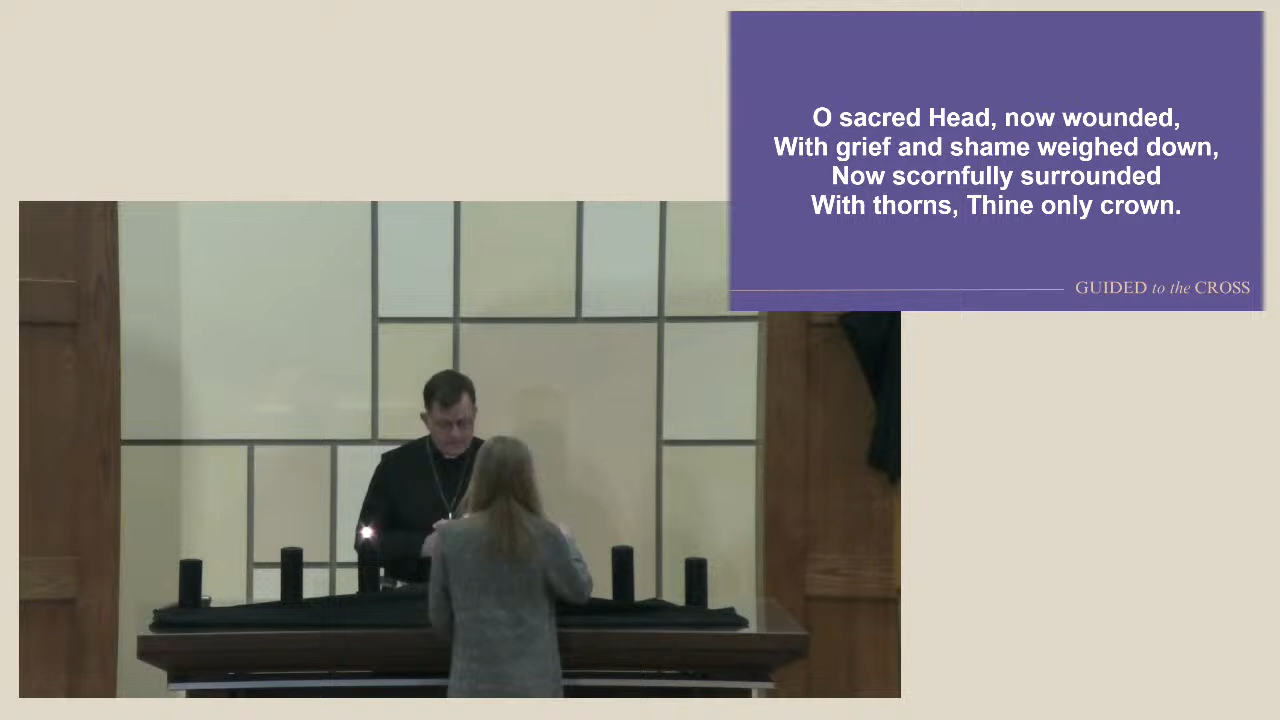 O sacred Head, now wounded,
With grief and shame weighed down,
Now scornfully surrounded
With thorns, Thine only crown.
GUIDED to the CROSS